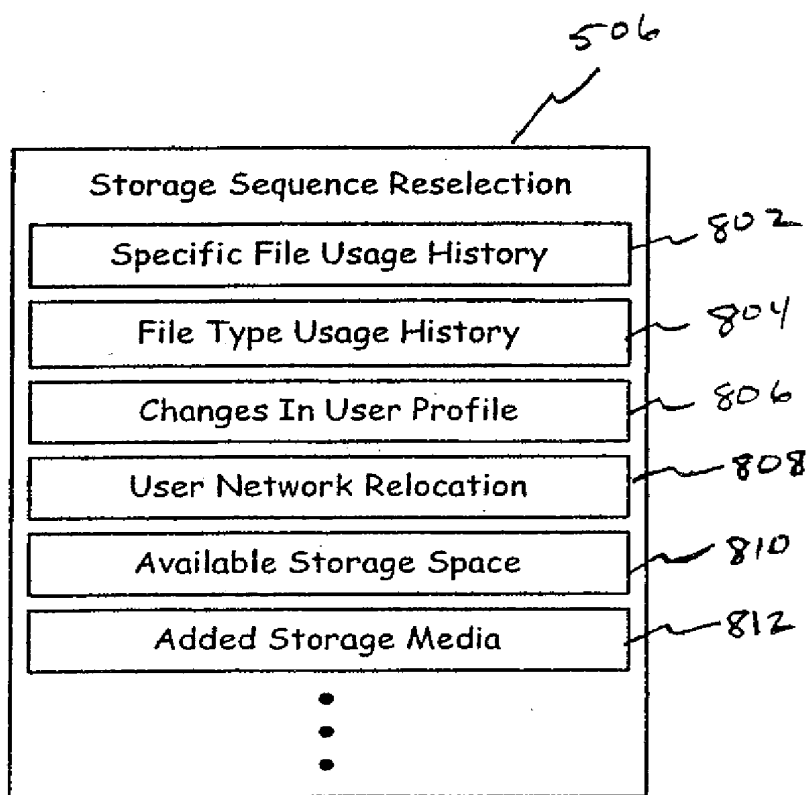 506
Storage Sequence Reselection
Specific File Usage History
802
File Type Usage History
804
Changes In User Profile
806
User Network Relocation
808
Available Storage Space
810
Added Storage Media
812